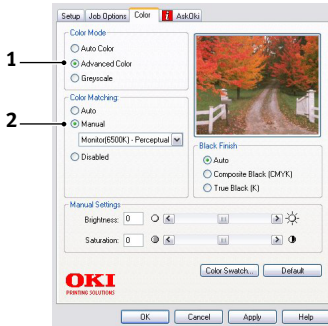 Setup Job Options Color i AskOki
Color Mode
Auto Color
1 Advanced Color
Greyscale
Color Matching:
Auto
2 Manual
Monitor(6500K) - Perceptual
Disabled
Black Finish
Auto
Composite Black (CMYK)
True Black (K)
Manual Settings
Brightness: 0
Saturation: 0
OKI
PRINTING SOLUTIONS
Color Swatch... Default
OK Cancel Apply Help